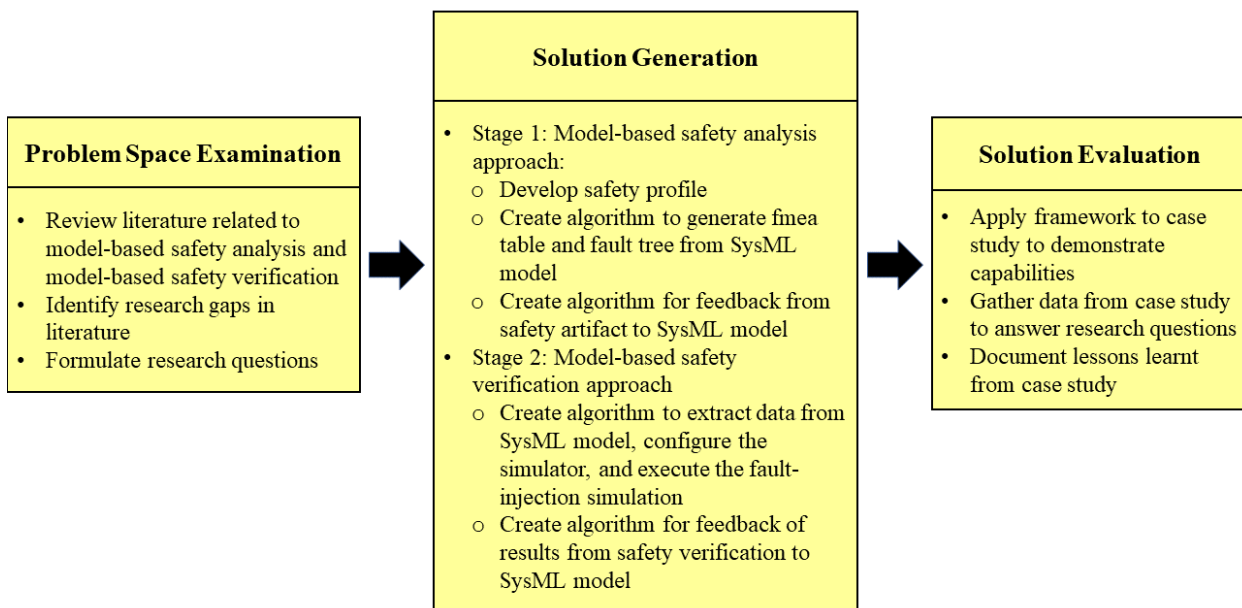 Problem Space Examination
• Review literature related to
model-based safety analysis and
model-based safety verification
• Identify research gaps in
literature
• Formulate research questions
Solution Generation
• Stage 1: Model-based safety analysis
approach:
o Develop safety profile
o Create algorithm to generate fmea
table and fault tree from SysML
model
o Create algorithm for feedback from
safety artifact to SysML model
• Stage 2: Model-based safety
verification approach
o Create algorithm to extract data from
SysML model, configure the
simulator, and execute the fault-
injection simulation
o Create algorithm for feedback of
results from safety verification to
SysML model
Solution Evaluation
• Apply framework to case
study to demonstrate
capabilities
• Gather data from case study
to answer research questions
• Document lessons learnt
from case study